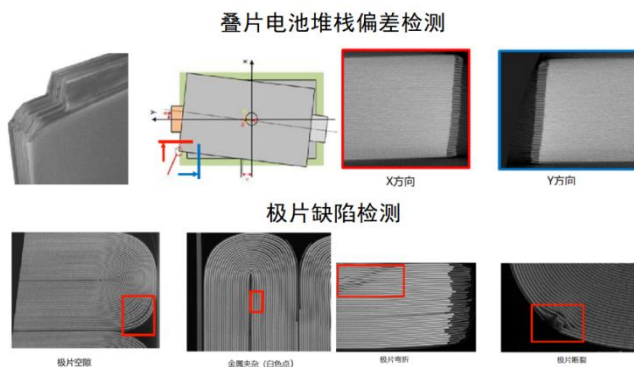 叠片电池堆栈偏差检测
X方向
Y方向
极片缺陷检测
极片空隙
金属夹杂（白色点）
极片弯折
极片断裂